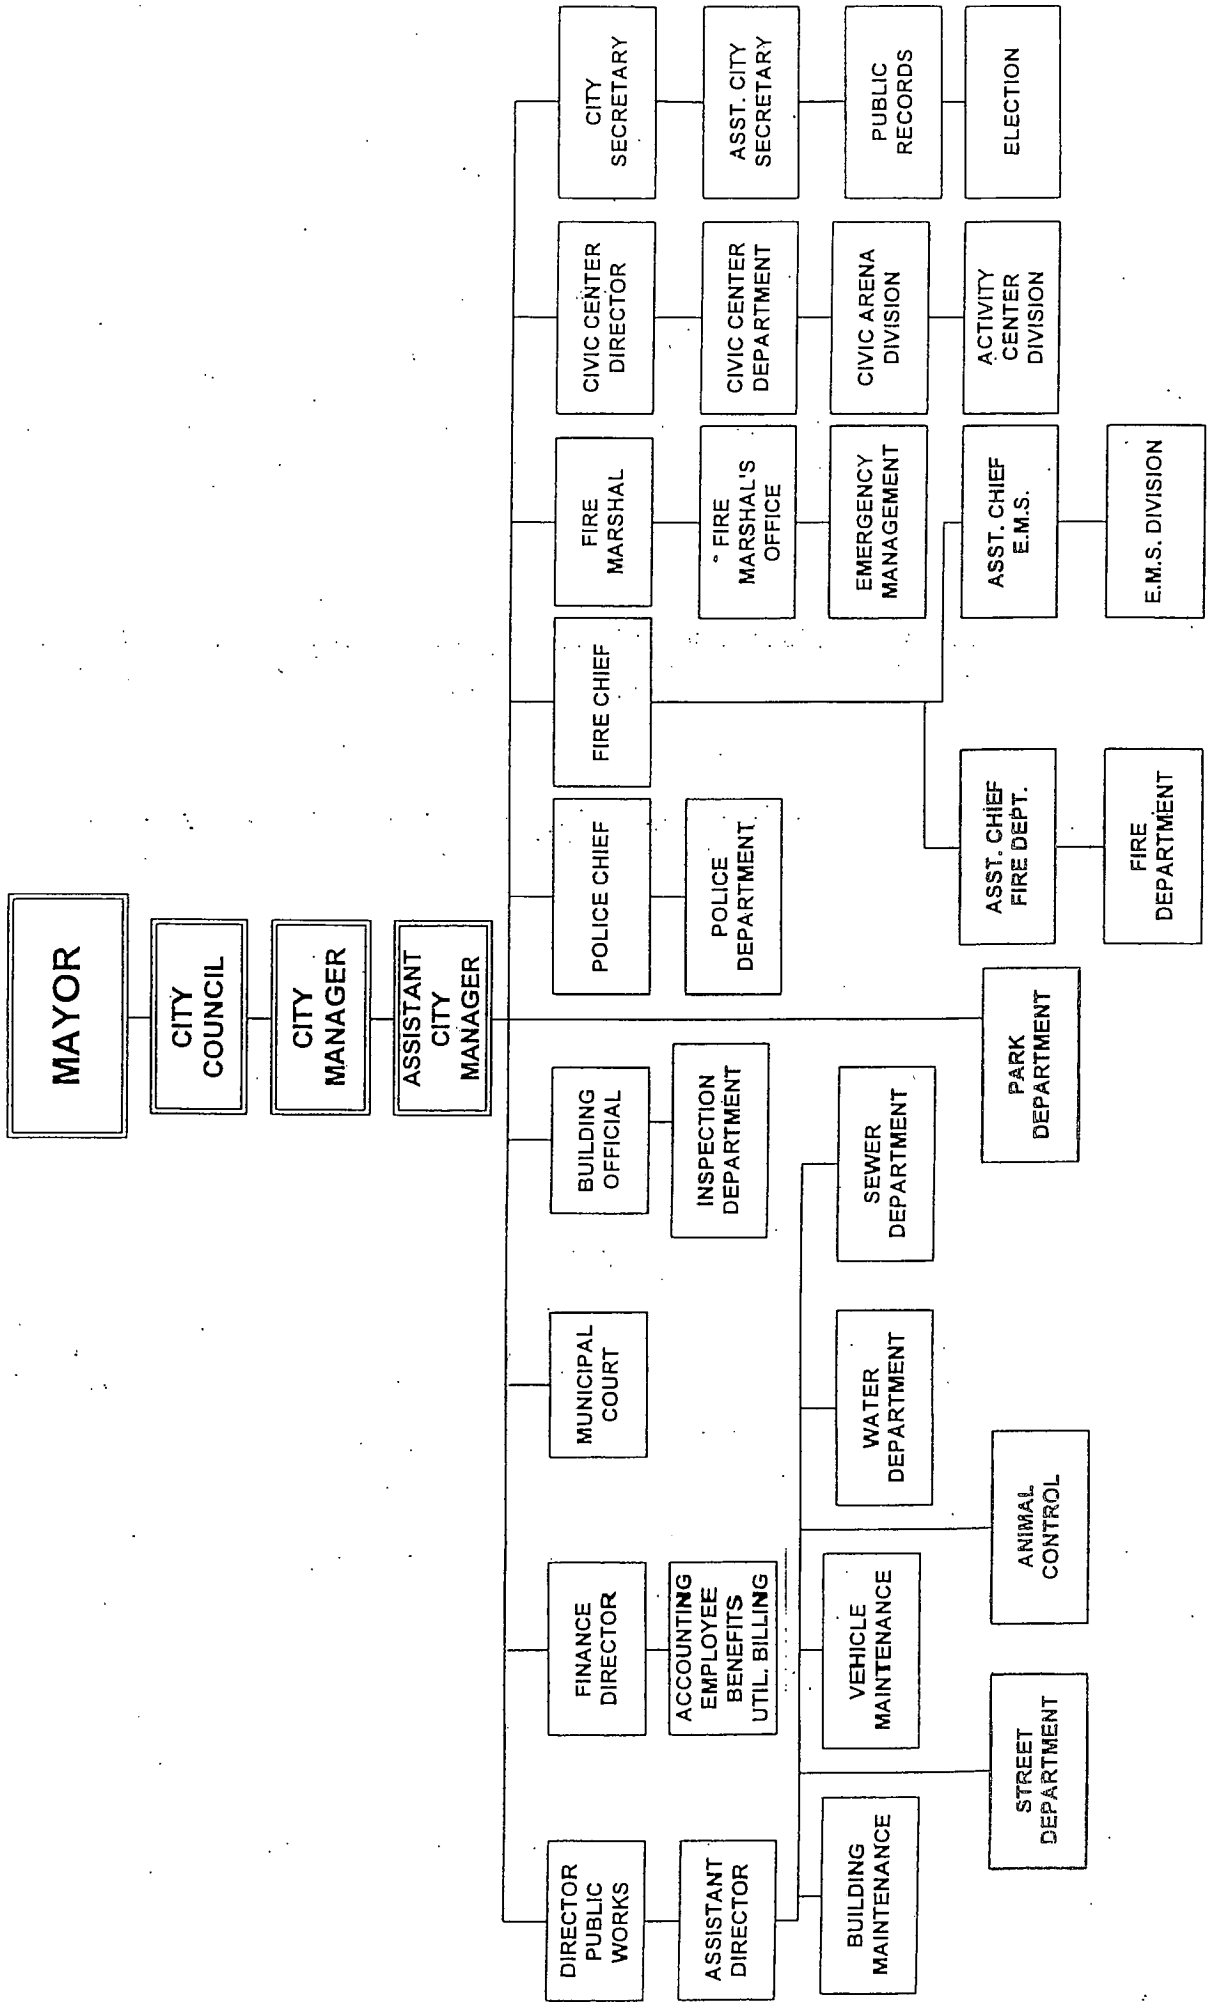 MAYOR
CITY
COUNCIL
CITY
MANAGER
ASSISTANT
CITY
MANAGER
DIRECTOR
PUBLIC
WORKS
FINANCE
DIRECTOR
MUNICIPAL
COURT
BUILDING
OFFICIAL
POLICE CHIEF
FIRE CHIEF
FIRE
MARSHAL
CIVIC CENTER
DIRECTOR
CITY
SECRETARY
ASSISTANT
DIRECTOR
ACCOUNTING
EMPLOYEE
BENEFITS
UTIL. BILLING
INSPECTION
DEPARTMENT
POLICE
DEPARTMENT
FIRE
MARSHAL'S
OFFICE
CIVIC CENTER
DEPARTMENT
ASST. CITY
SECRETARY
BUILDING
MAINTENANCE
VEHICLE
MAINTENANCE
WATER
DEPARTMENT
SEWER
DEPARTMENT
EMERGENCY
MANAGEMENT
CIVIC ARENA
DIVISION
PUBLIC
RECORDS
STREET
DEPARTMENT
ANIMAL
CONTROL
PARK
DEPARTMENT
ASST. CHIEF
FIRE DEPT.
ASST. CHIEF
E.M.S.
ACTIVITY
CENTER
DIVISION
ELECTION
FIRE
DEPARTMENT
E.M.S. DIVISION